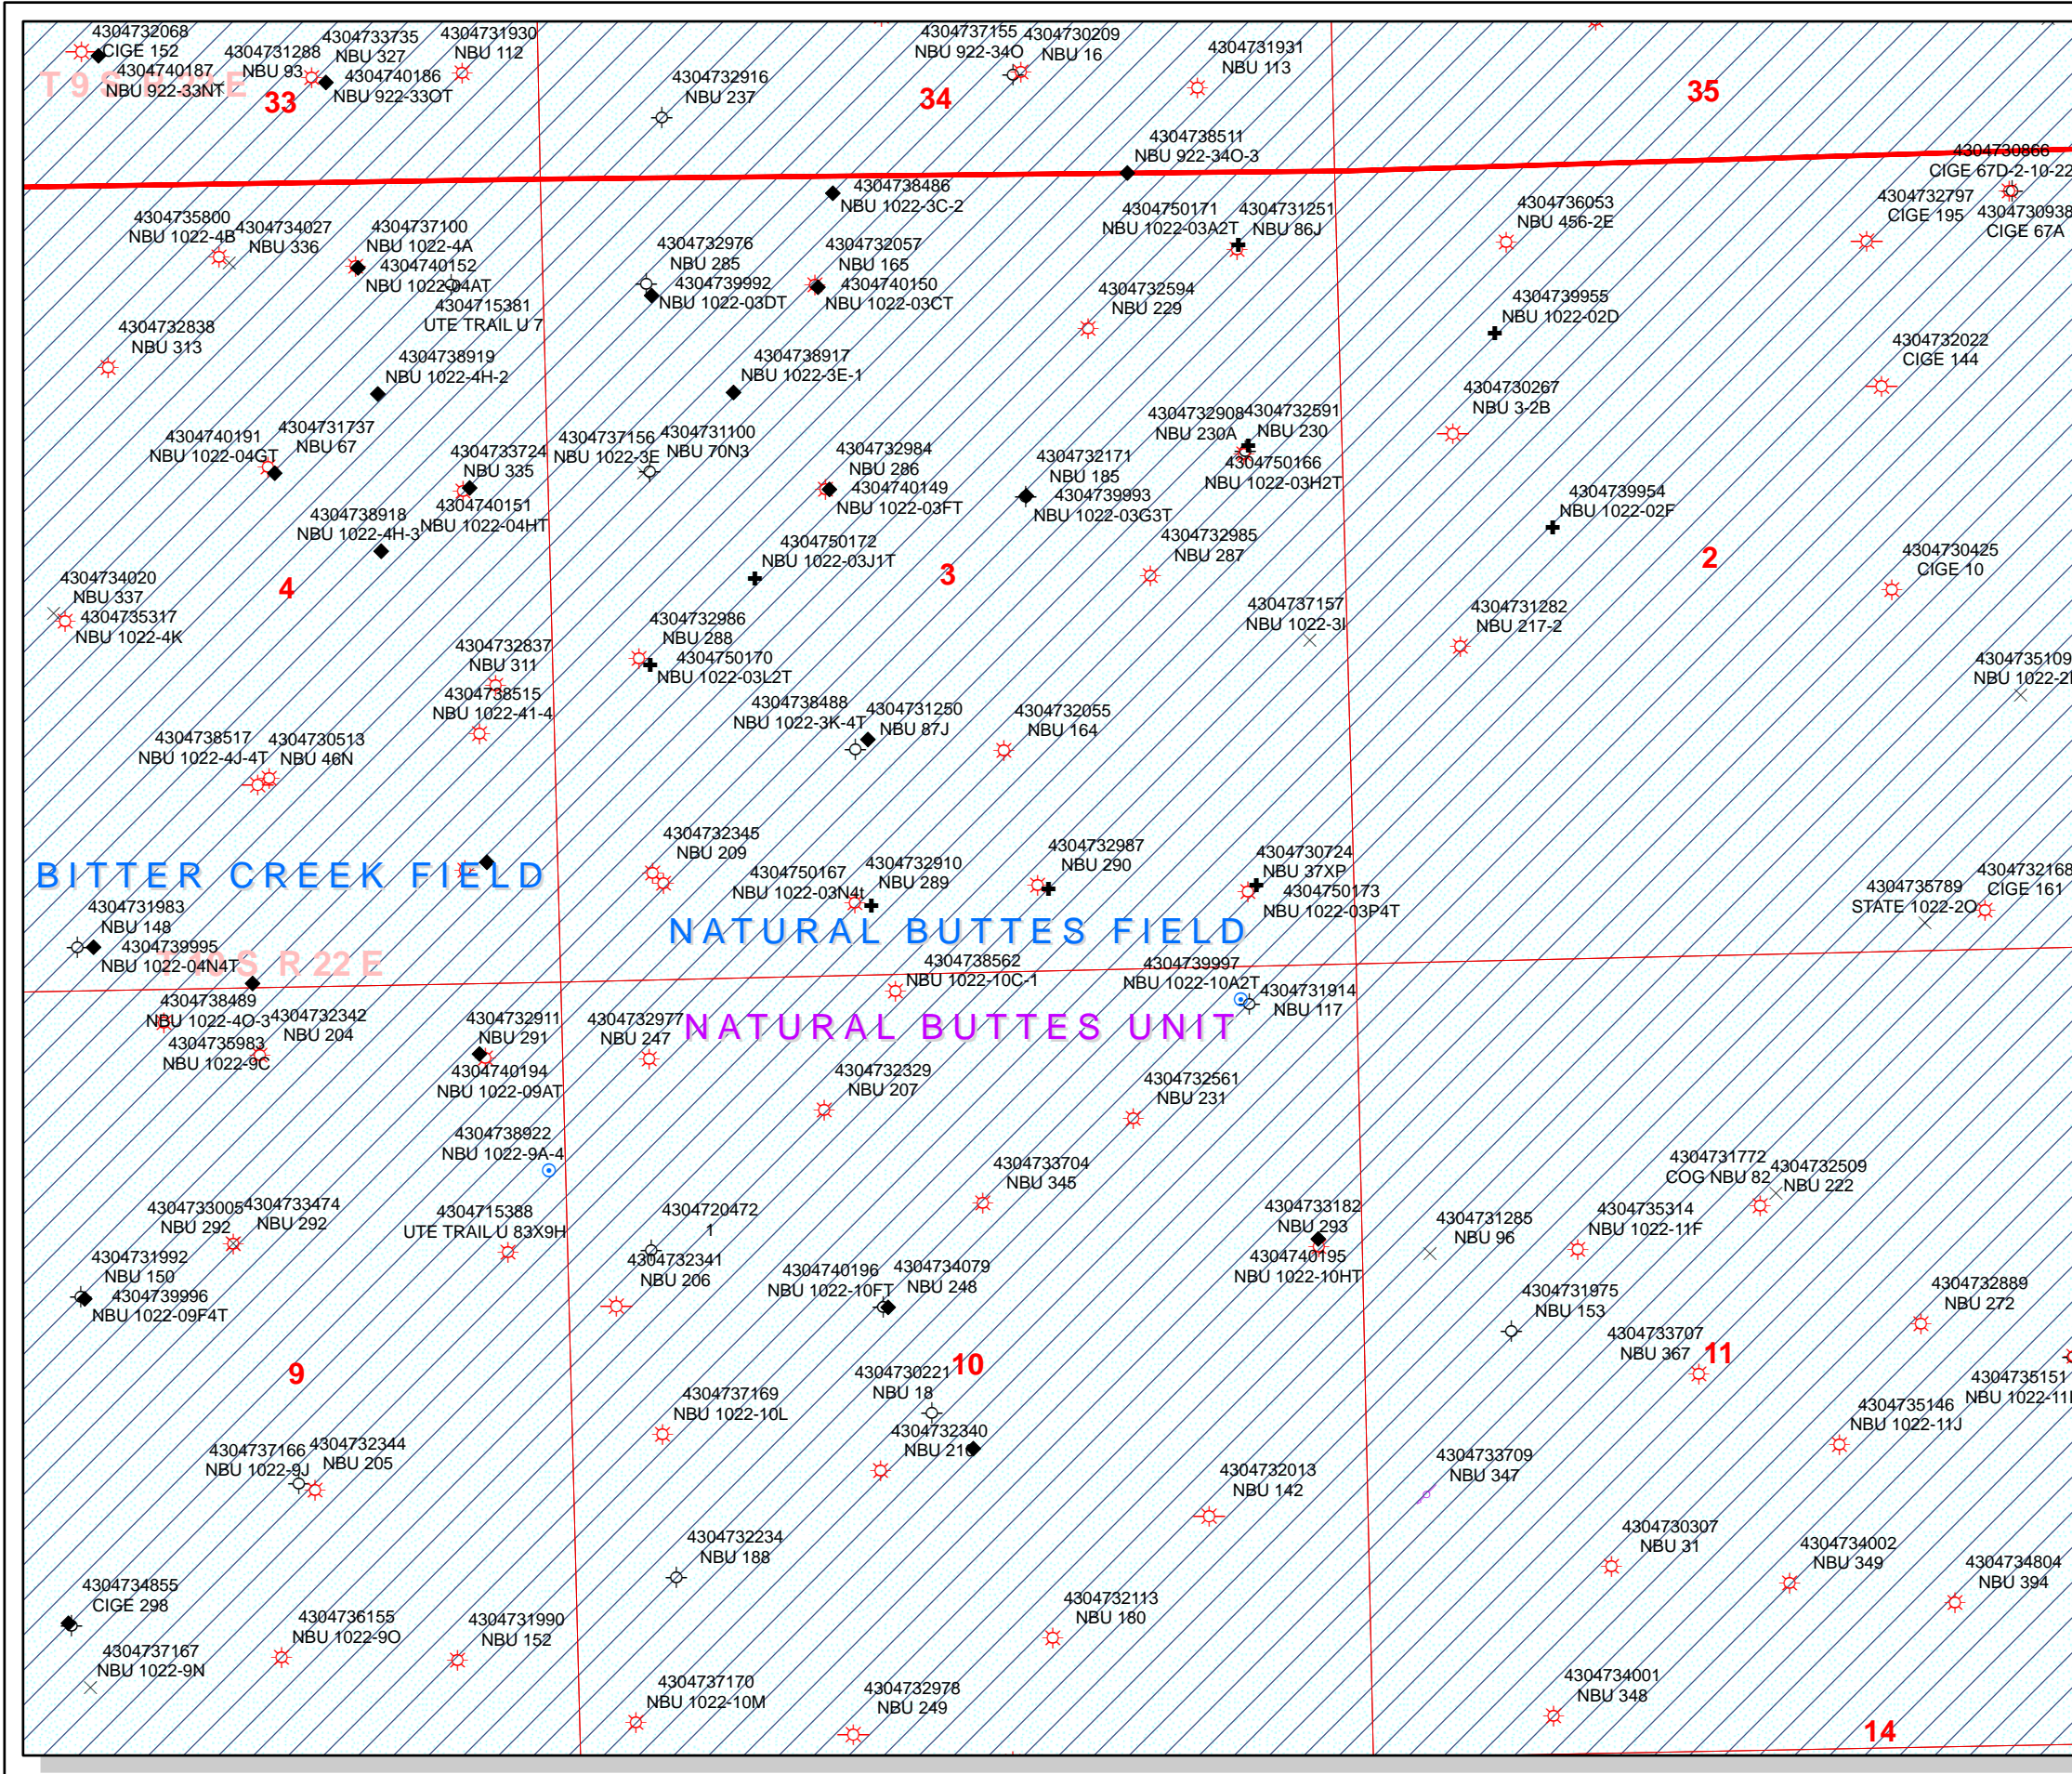 4304732068
CIGE 152
4304740187
NBU 922-33NT
4304731288
NBU 93
4304733735
NBU 327
4304740186
NBU 922-33OT
4304731930
NBU 112
33
4304732916
NBU 237
4304737155
NBU 922-34O
4304730209
NBU 16
4304731931
NBU 113
34
35
4304738511
NBU 922-34O-3
4304730866
CIGE 67D-2-10-22
4304732797
CIGE 195
4304730938
CIGE 67A
4304738486
NBU 1022-3C-2
4304750171
NBU 1022-03A2T
4304731251
NBU 86J
4304736053
NBU 456-2E
4304735800
NBU 1022-4B
4304734027
NBU 336
4304737100
NBU 1022-4A
4304740152
NBU 1022-04AT
4304715381
UTE TRAIL U 7
4304732976
NBU 285
4304739992
NBU 1022-03DT
4304732057
NBU 165
4304740150
NBU 1022-03CT
4304732594
NBU 229
4304739955
NBU 1022-02D
4304732838
NBU 313
4304738919
NBU 1022-4H-2
4304738917
NBU 1022-3E-1
4304732022
CIGE 144
4304730267
NBU 3-2B
4304740191
NBU 1022-04GT
4304731737
NBU 67
4304733724
NBU 335
4304740151
NBU 1022-04HT
4304737156
NBU 1022-3E
4304731100
NBU 70N3
4304732984
NBU 286
4304740149
NBU 1022-03FT
4304732171
NBU 185
4304739993
NBU 1022-03G3T
4304732908
NBU 230A
4304732591
NBU 230
4304750166
NBU 1022-03H2T
4304739954
NBU 1022-02F
4304738918
NBU 1022-4H-3
4304750172
NBU 1022-03J1T
4304732985
NBU 287
4304730425
CIGE 10
4
3
2
4304734020
NBU 337
4304735317
NBU 1022-4K
4304737157
NBU 1022-3I
4304731282
NBU 217-2
4304732837
NBU 311
4304738515
NBU 1022-41-4
4304732986
NBU 288
4304750170
NBU 1022-03L2T
4304735109
4304738488
NBU 1022-3K-4T
4304731250
NBU 87J
4304732055
NBU 164
4304738517
NBU 1022-4J-4T
4304730513
NBU 46N
4304732345
NBU 209
4304750167
NBU 1022-03N4t
4304732910
NBU 289
4304732987
NBU 290
4304730724
NBU 37XP
4304750173
NBU 1022-03P4T
4304735789
STATE 1022-2O
4304732168
CIGE 161
BITTER CREEK FIELD
4304731983
NBU 148
4304739995
NBU 1022-04N4T
NATURAL BUTTES FIELD
4304738562
NBU 1022-10C-1
4304739997
NBU 1022-10A2T
4304731914
NBU 117
4304738489
NBU 1022-4O-3
4304732342
NBU 204
4304735983
NBU 1022-9C
4304732911
NBU 291
4304740194
NBU 1022-09AT
4304732977
NBU 247
NATURAL BUTTES UNIT
4304732329
NBU 207
4304732561
NBU 231
4304738922
NBU 1022-9A-4
4304733704
NBU 345
4304731772
COG NBU 82
4304732509
NBU 222
4304733005
NBU 292
4304733474
NBU 292
4304715388
UTE TRAIL U 83X9H
4304720472
1
4304732341
NBU 206
4304733182
NBU 293
4304740195
NBU 1022-10HT
4304731285
NBU 96
4304735314
NBU 1022-11F
4304731992
NBU 150
4304739996
NBU 1022-09F4T
4304740196
NBU 1022-10FT
4304734079
NBU 248
4304731975
NBU 153
4304732889
NBU 272
4304733707
NBU 367
9
10
11
4304730221
NBU 18
4304732340
4304737169
NBU 1022-10L
4304735151
4304735146
NBU 1022-11J
4304737166
NBU 1022-9J
4304732344
NBU 205
4304732013
NBU 142
4304733709
NBU 347
4304732234
NBU 188
4304730307
NBU 31
4304734002
NBU 349
4304734804
NBU 394
4304734855
CIGE 298
4304737167
NBU 1022-9N
4304736155
NBU 1022-9O
4304731990
NBU 152
4304732113
NBU 180
4304737170
NBU 1022-10M
4304732978
NBU 249
4304734001
NBU 348
14